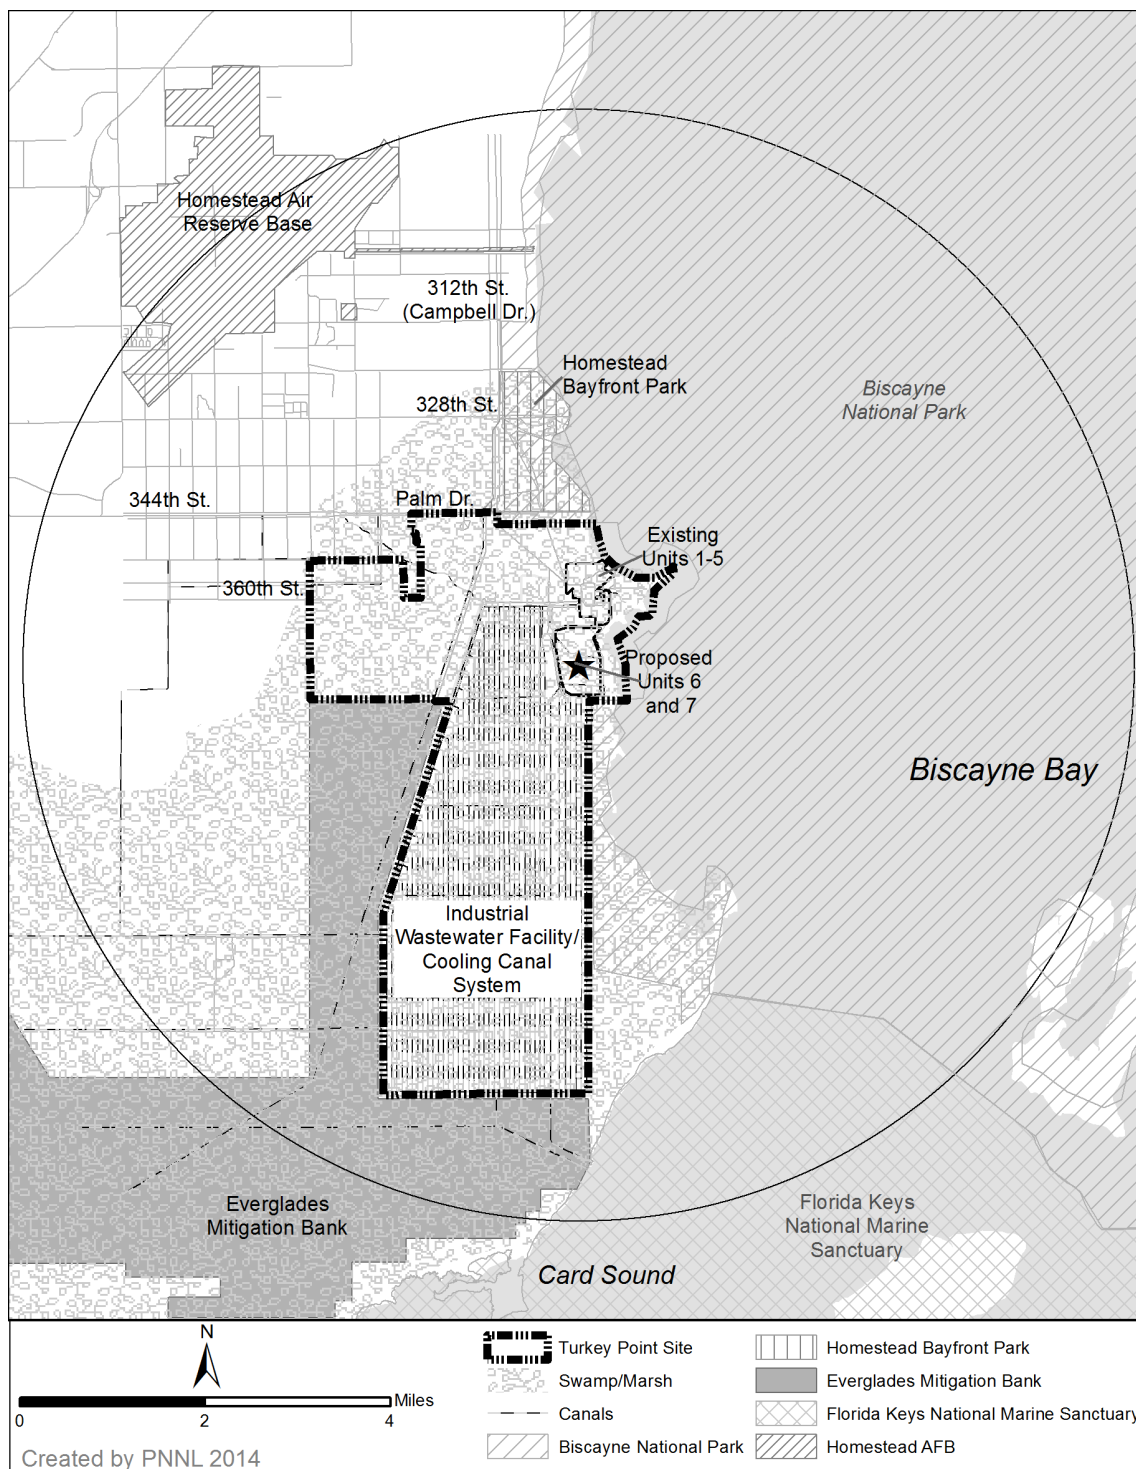 Homestead Air
Reserve Base
312th St.
(Campbell Dr.)
Homestead
Bayfront Park
Biscayne
National Park
328th St.
344th St.
Palm Dr.
Existing
Units 1-5
360th St.
Proposed
Units 6
and 7
Biscayne Bay
Industrial
Wastewater Facility/
Cooling Canal
System
Everglades
Mitigation Bank
Florida Keys
National Marine
Sanctuary
Card Sound
N
Miles
0 2 4
Created by PNNL 2014
Turkey Point Site
Swamp/Marsh
Canals
Biscayne National Park
Homestead Bayfront Park
Everglades Mitigation Bank
Florida Keys National Marine Sanctuary
Homestead AFB